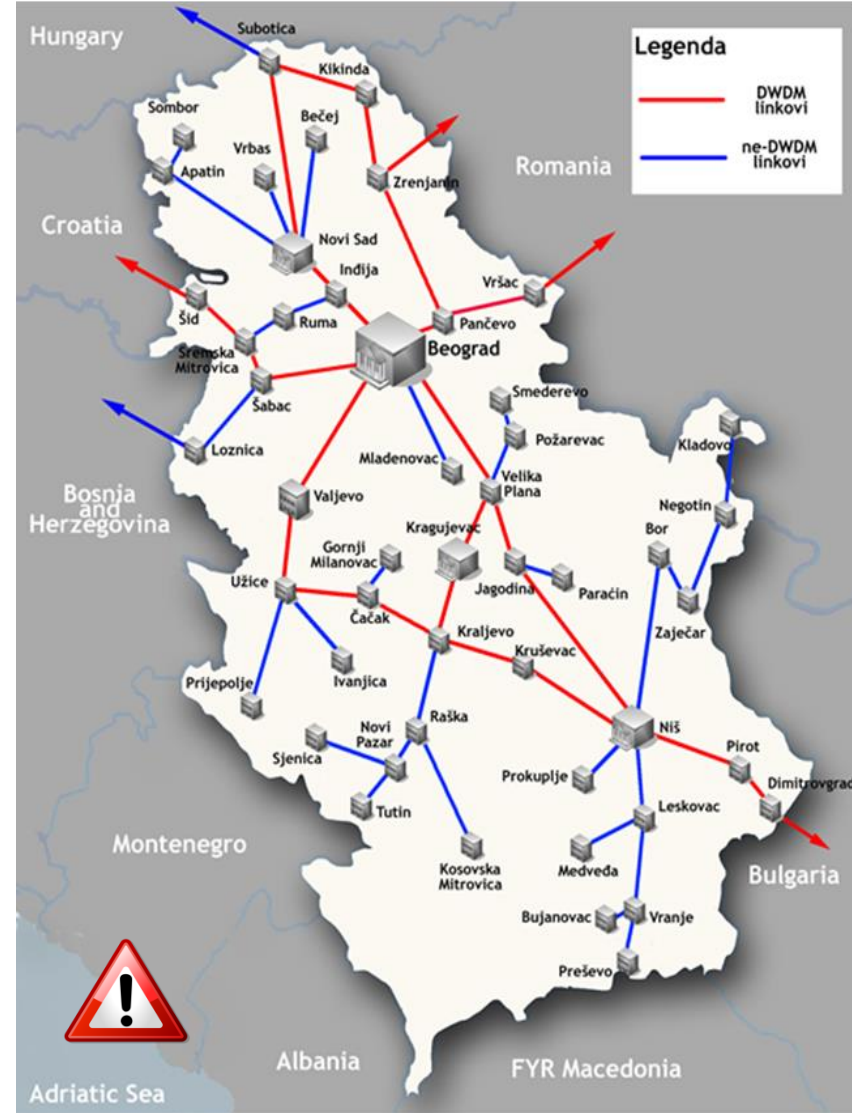 Hungary
Subotica
Kikinda
Sombor
Bečej
Vrbas
Apatin
Zrenjanin
Romania
Croatia
Novi Sad
Inđija
Vršac
Šid
Ruma
Pančevo
Sremska
Mitrovica
Beograd
Šabac
Smederevo
Požarevac
Kladovo
Loznica
Mladenovac
Velika
Plana
Bosnia
and
Herzegovina
Valjevo
Negotin
Kragujevac
Bor
Gornji
Milanovac
Jagodina
Paraćin
Užice
Čačak
Zaječar
Kraljevo
Kruševac
Ivanjica
Prijepolje
Raška
Niš
Novi
Pazar
Sjenica
Pirot
Prokuplje
Dimitrovgrad
Tutin
Leskovac
Montenegro
Kosovska
Mitrovica
Medveđa
Bulgaria
Bujanovac
Vranje
Preševo
Albania
FYR Macedonia
Adriatic Sea
Legenda
DWDM
linkovi
ne-DWDM
linkovi